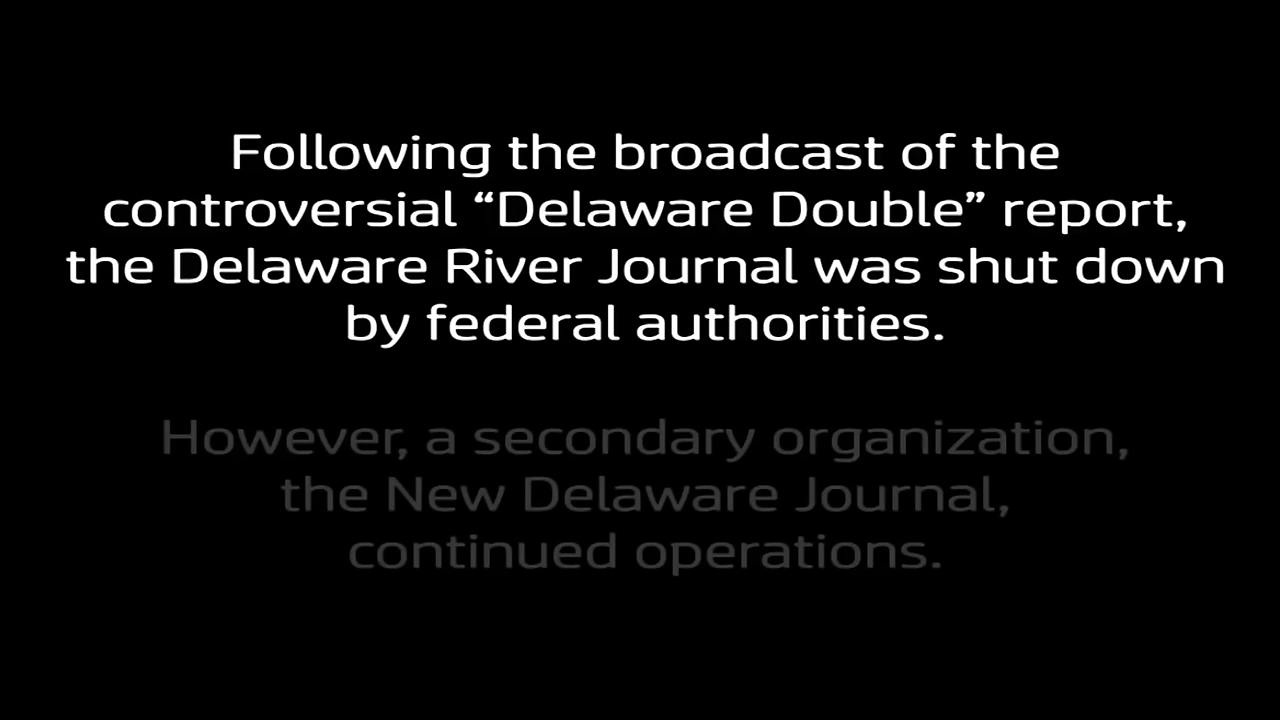 Following the broadcast of the
controversial “Delaware Double” report,
the Delaware River Journal was shut down
by federal authorities.
However, a secondary organization,
the New Delaware Journal,
continued operations.